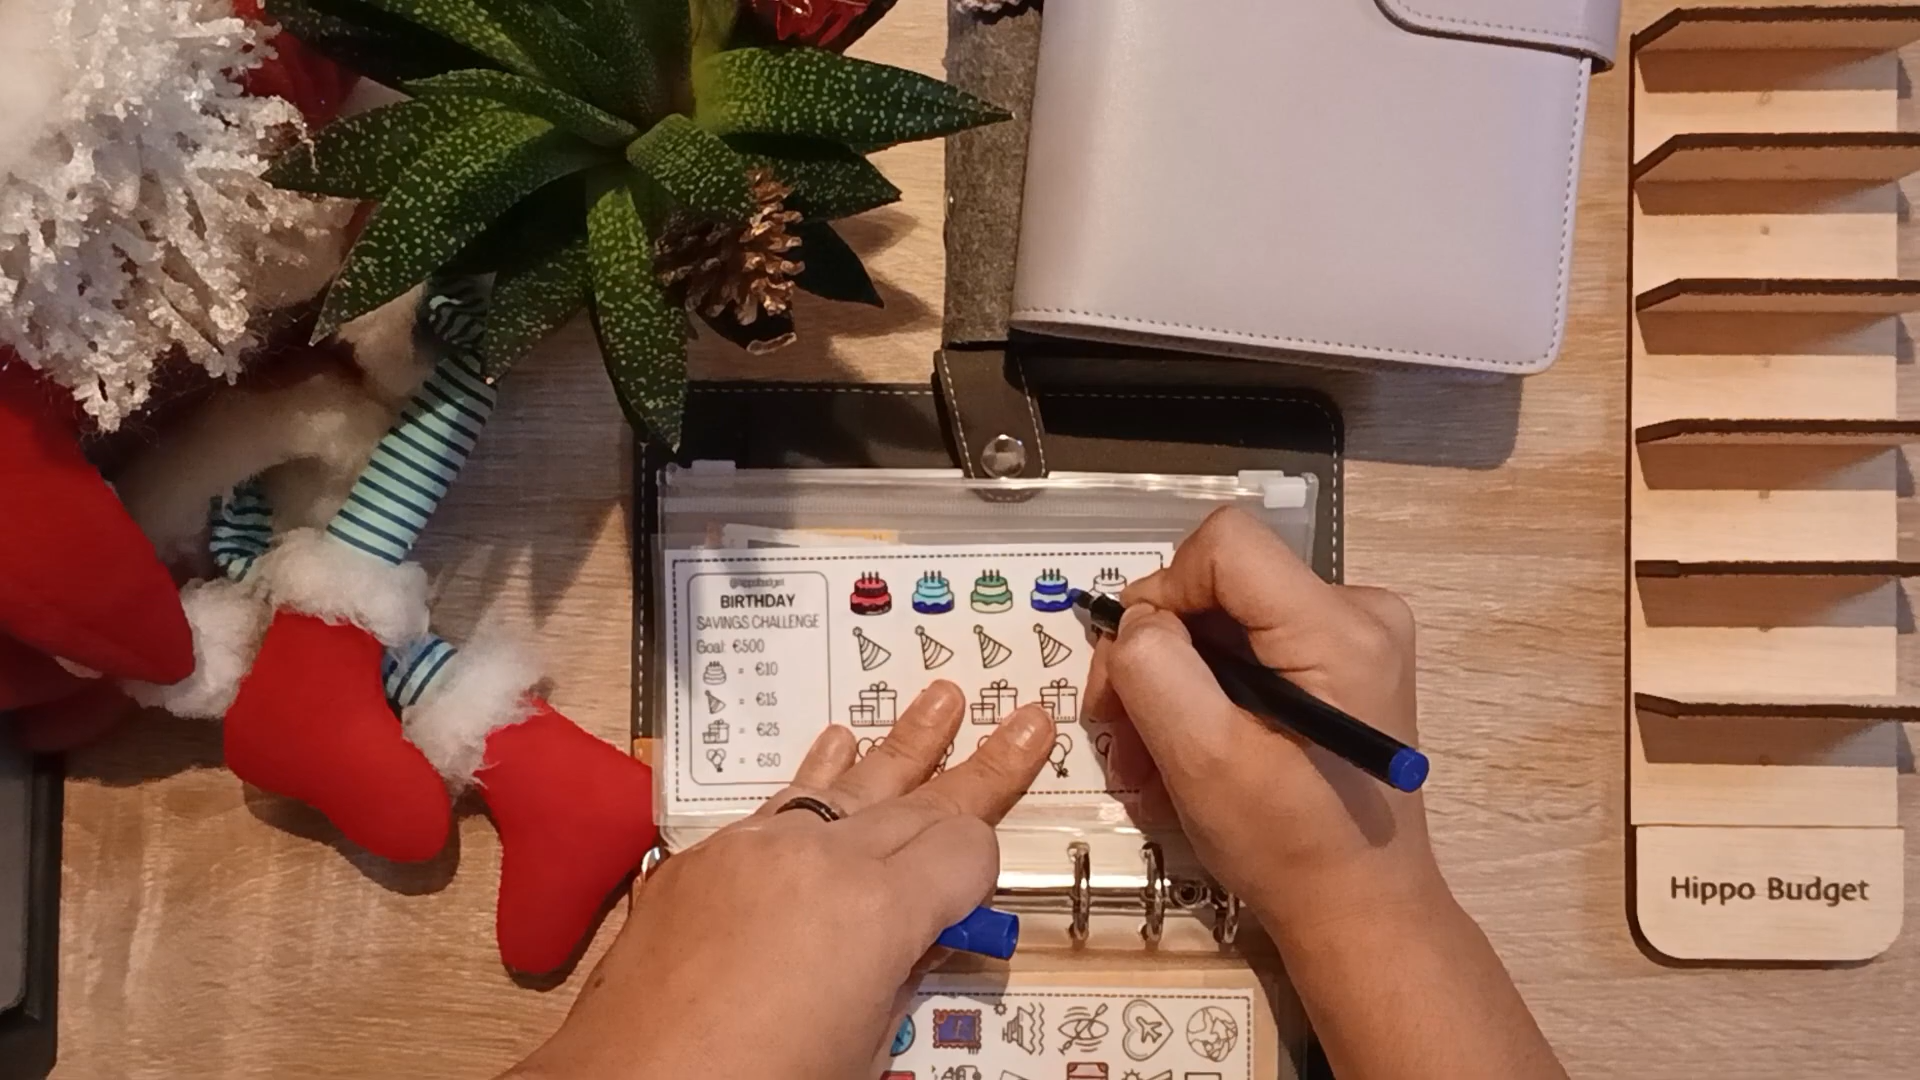 @hippobudget
BIRTHDAY
SAVINGS CHALLENGE
Goal: €500
= €10
= €15
= €25
= €50
Hippo Budget